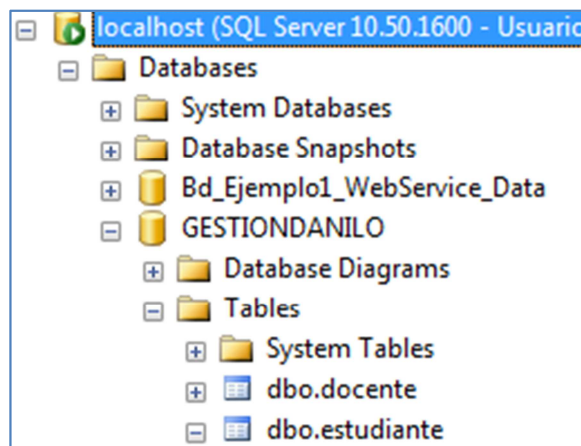 localhost (SQL Server 10.50.1600 - Usuario
Databases
System Databases
Database Snapshots
Bd_Ejemplo1_WebService_Data
GESTIONDANILO
Database Diagrams
Tables
System Tables
dbo.docente
dbo.estudiante